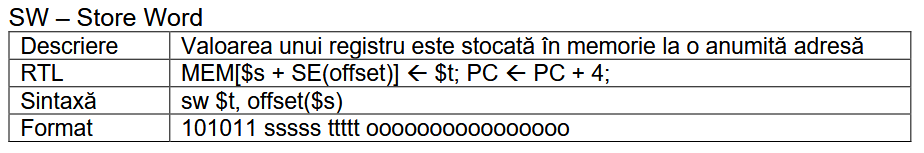 SW – Store Word
Descriere Valoarea unui registru este stocată în memorie la o anumită adresă
RTL MEM[$s + SE(offset)] ← $t; PC ← PC + 4;
Sintaxă sw $t, offset($s)
Format 101011 sssss ttttt oooooooooooooooo